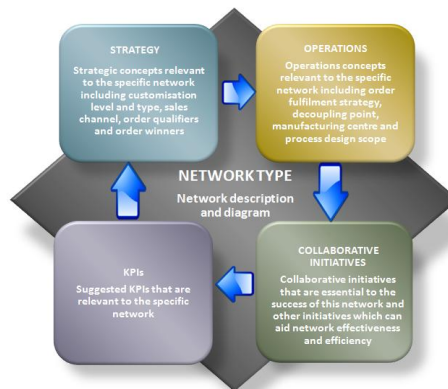 STRATEGY
Strategic concepts relevant
to the specific network
including customisation
level and type, sales
channel, order qualifiers
and order winners
OPERATIONS
Operations concepts
relevant to the specific
network including order
fulfilment strategy,
decoupling point,
manufacturing centre and
process design scope
NETWORK TYPE
Network description
and diagram
KPIs
Suggested KPIs that are
relevant to the specific
network
COLLABORATIVE
INITIATIVES
Collaborative initiatives
that are essential to the
success of this network and
other initiatives which can
aid network effectiveness
and efficiency